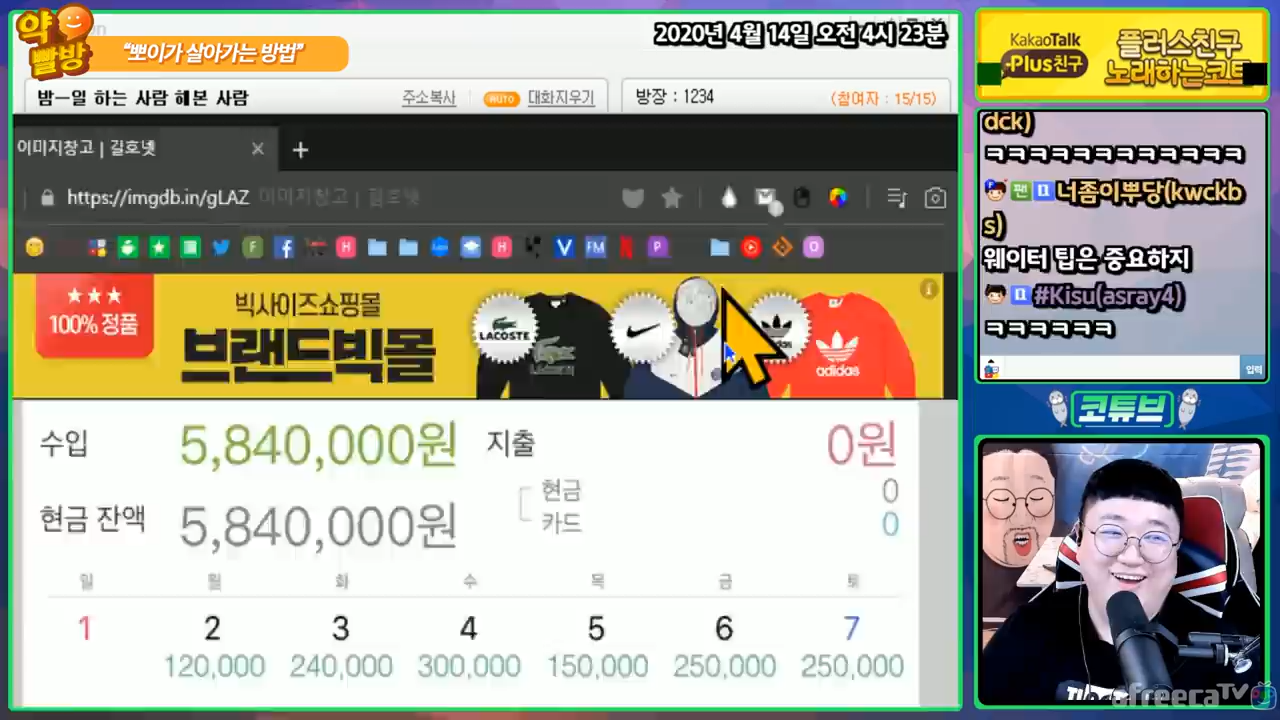 약빨방
“뽀이가 살아가는 방법”
2020년 4월 14일 오전 4시 23분
밤일 하는 사람 해본 사람
주소복사
AUTO
대화지우기
방장 : 1234
(참여자 : 15/15)
이미지창고 | 길호넷
https://imgdb.in/gLAZ 이미지창고 | 길호넷
★★★
100% 정품
빅사이즈쇼핑몰
브랜드빅몰
LACOSTE
adidas
수입
5,840,000원
지출
0원
현금 잔액
5,840,000원
현금
0
카드
0
일 월 화 수 목 금 토
1 2 3 4 5 6 7
120,000 240,000 300,000 150,000 250,000 250,000
KakaoTalk
Plus친구
플러스친구
노래하는코트
dck)
ㅋㅋㅋㅋㅋㅋㅋㅋㅋㅋㅋㅋ
팬 n 너좀이뿌당(kwckb
s)
웨이터 팁은 중요하지
n #Kisu(asray4)
ㅋㅋㅋㅋㅋㅋ
입력
코튜브
afreecaTV